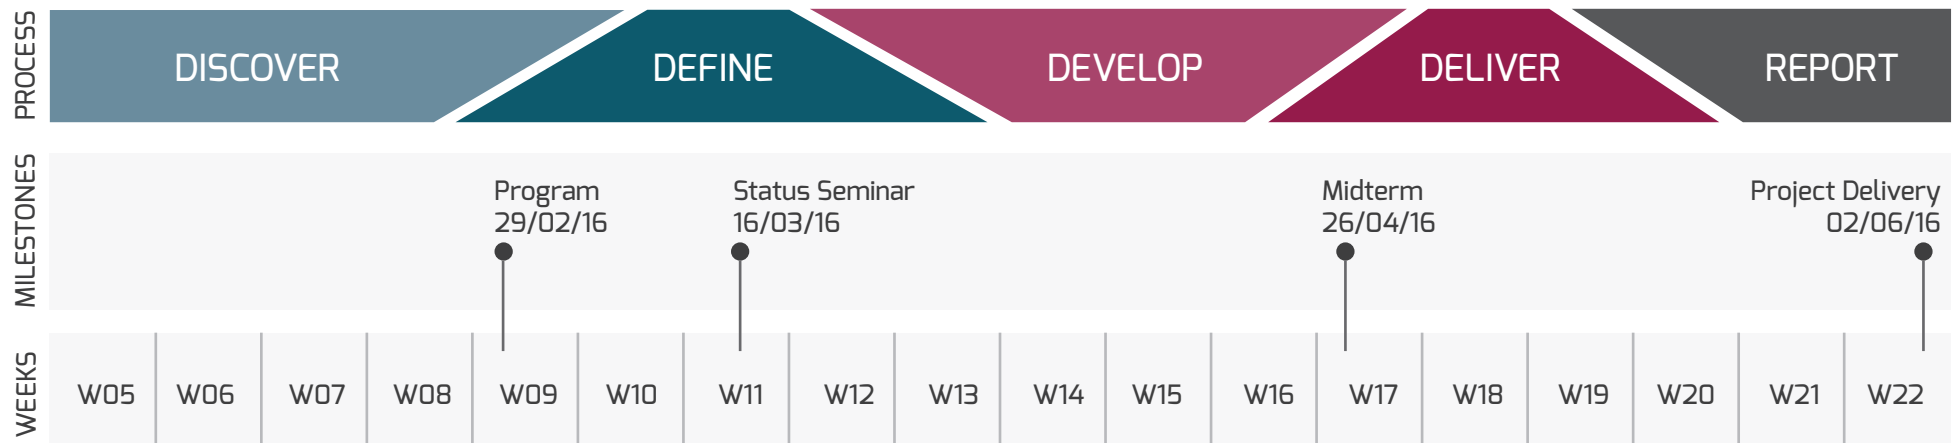 PROCESS
DISCOVER
DEFINE
DEVELOP
DELIVER
REPORT
MILESTONES
Program
29/02/16
Status Seminar
16/03/16
Midterm
26/04/16
Project Delivery
02/06/16
WEEKS
W05
W06
W07
W08
W09
W10
W11
W12
W13
W14
W15
W16
W17
W18
W19
W20
W21
W22